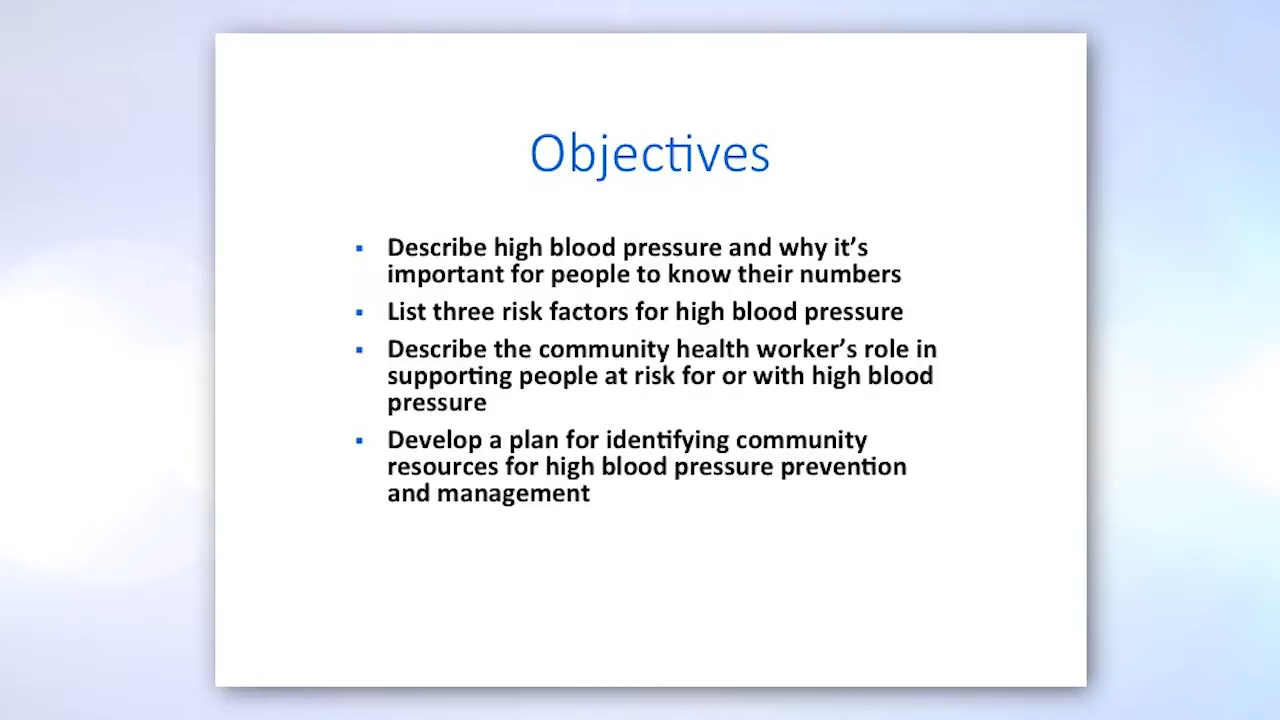 Objectives
▪ Describe high blood pressure and why it’s
important for people to know their numbers
▪ List three risk factors for high blood pressure
▪ Describe the community health worker’s role in
supporting people at risk for or with high blood
pressure
▪ Develop a plan for identifying community
resources for high blood pressure prevention
and management